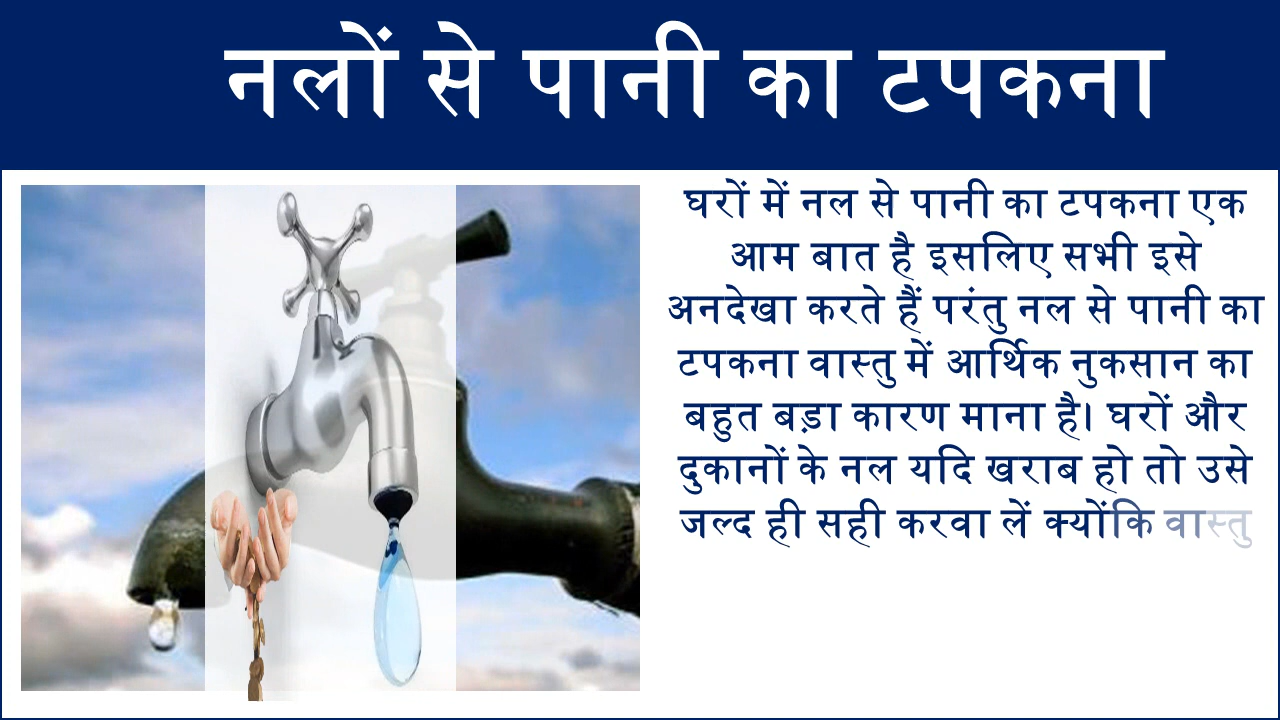 नलों से पानी का टपकना
घरों में नल से पानी का टपकना एक
आम बात है इसलिए सभी इसे
अनदेखा करते हैं परंतु नल से पानी का
टपकना वास्तु में आर्थिक नुकसान का
बहुत बड़ा कारण माना है। घरों और
दुकानों के नल यदि खराब हो तो उसे
जल्द ही सही करवा लें क्योंकि वास्तु